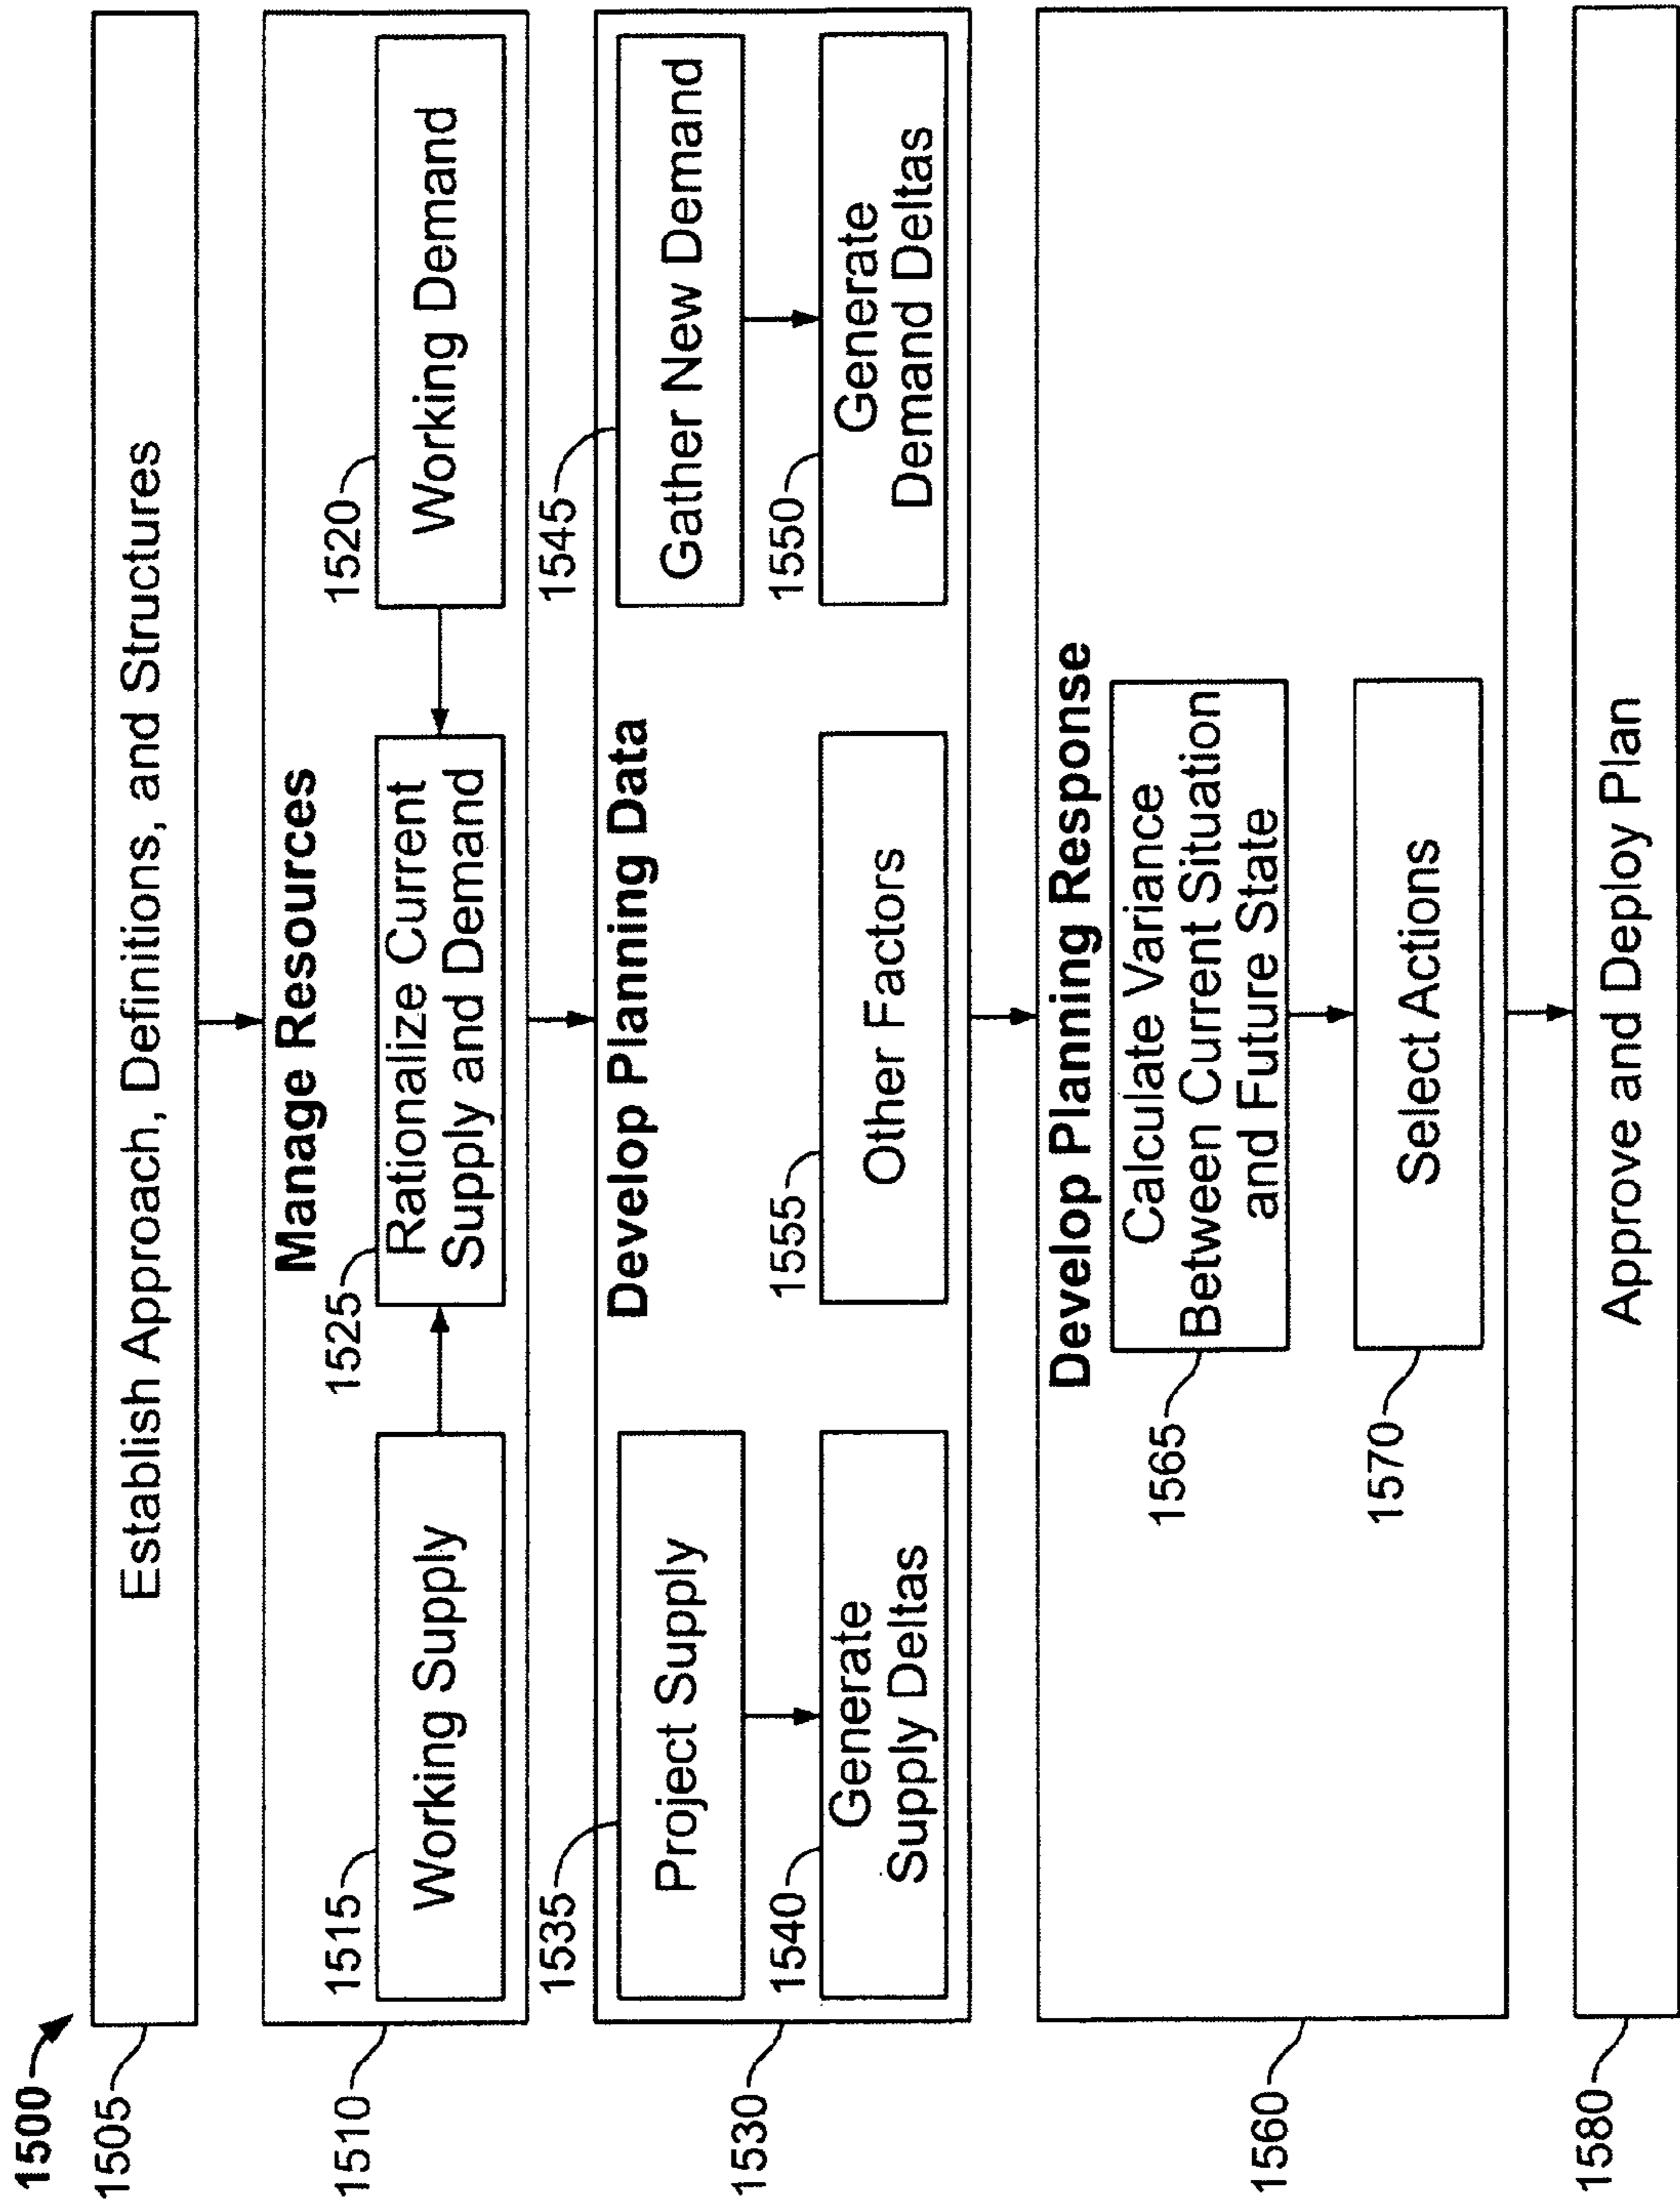 1500
1505
Establish Approach, Definitions, and Structures
1510
Manage Resources
1515
Working Supply
1525
Rationalize Current
Supply and Demand
1520
Working Demand
1530
Develop Planning Data
1535
Project Supply
1545
Gather New Demand
1540
Generate
Supply Deltas
1555
Other Factors
1550
Generate
Demand Deltas
1560
Develop Planning Response
1565
Calculate Variance
Between Current Situation
and Future State
1570
Select Actions
1580
Approve and Deploy Plan